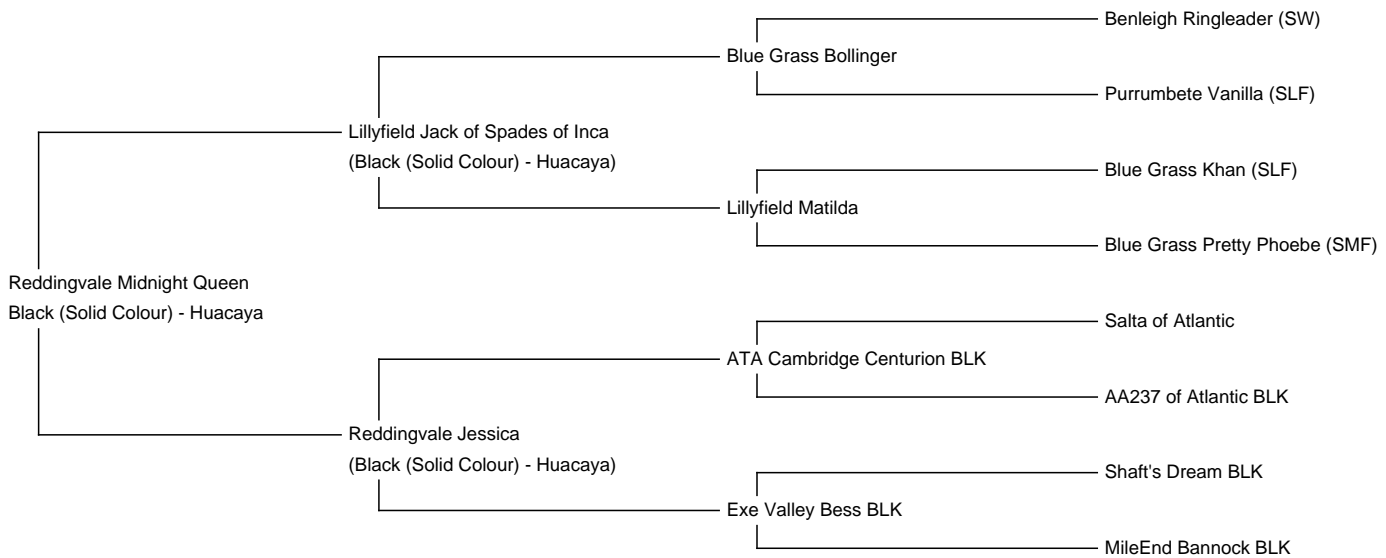 Benleigh Ringleader (SW)
Blue Grass Bollinger
Purrumbete Vanilla (SLF)
Lillyfield Jack of Spades of Inca
(Black (Solid Colour) - Huacaya)
Blue Grass Khan (SLF)
Lillyfield Matilda
Blue Grass Pretty Phoebe (SMF)
Reddingvale Midnight Queen
Black (Solid Colour) - Huacaya
Salta of Atlantic
ATA Cambridge Centurion BLK
AA237 of Atlantic BLK
Reddingvale Jessica
(Black (Solid Colour) - Huacaya)
Shaft's Dream BLK
Exe Valley Bess BLK
MileEnd Bannock BLK